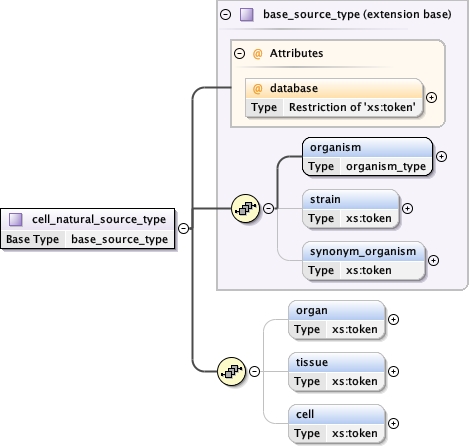 base_source_type (extension base)
@ Attributes
@ database
Type Restriction of 'xs:token'
organism
Type organism_type
strain
Type xs:token
synonym_organism
Type xs:token
cell_natural_source_type
Base Type base_source_type
organ
Type xs:token
tissue
Type xs:token
cell
Type xs:token